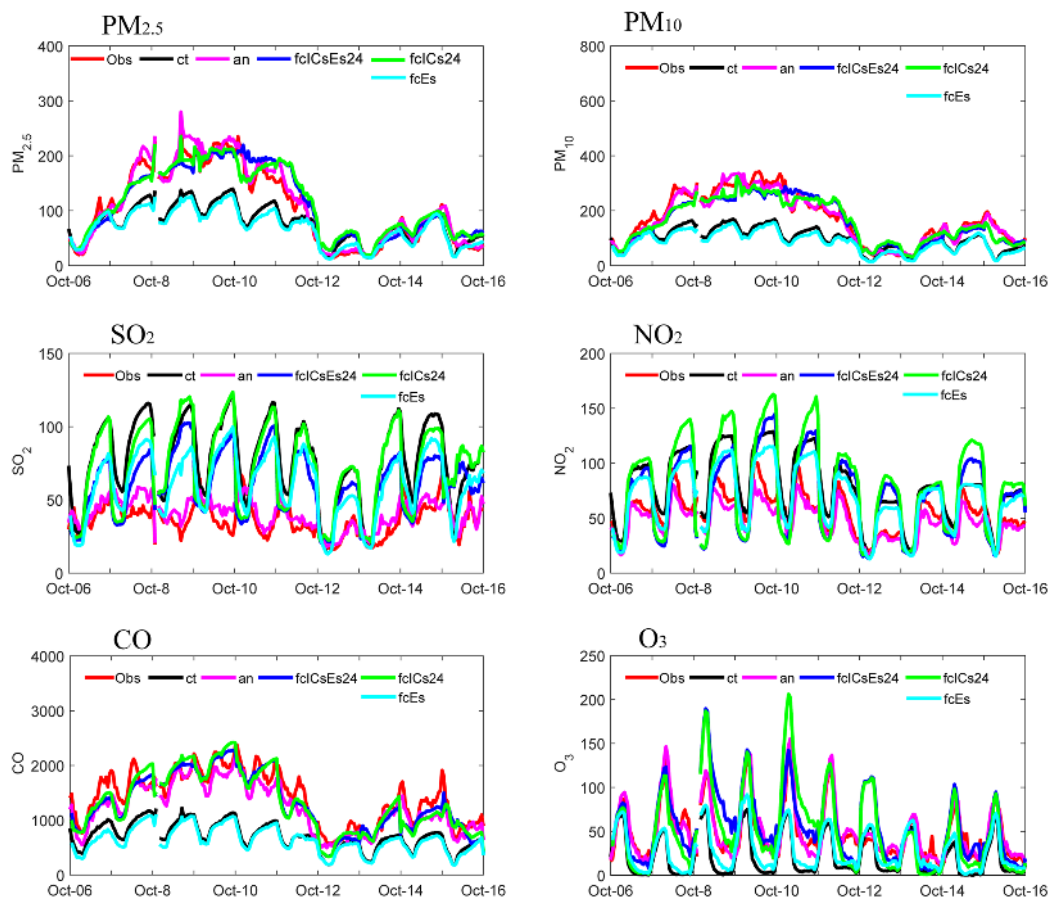 PM2.5
PM10
400
300
200
100
0
PM2.5
Obs ct an fcICsEs24 fcICs24
fcEs
Oct-06 Oct-8 Oct-10 Oct-12 Oct-14 Oct-16
800
600
400
200
0
PM10
Obs ct an fcICsEs24 fcICs24
fcEs
Oct-06 Oct-8 Oct-10 Oct-12 Oct-14 Oct-16
SO2
NO2
150
100
50
0
SO2
Obs ct an fcICsEs24 fcICs24
fcEs
Oct-06 Oct-8 Oct-10 Oct-12 Oct-14 Oct-16
200
150
100
50
0
NO2
Obs ct an fcICsEs24 fcICs24
fcEs
Oct-06 Oct-8 Oct-10 Oct-12 Oct-14 Oct-16
CO
O3
4000
3000
2000
1000
0
CO
Obs ct an fcICsEs24 fcICs24
fcEs
Oct-06 Oct-8 Oct-10 Oct-12 Oct-14 Oct-16
250
200
150
100
50
0
O3
Obs ct an fcICsEs24 fcICs24
fcEs
Oct-06 Oct-8 Oct-10 Oct-12 Oct-14 Oct-16